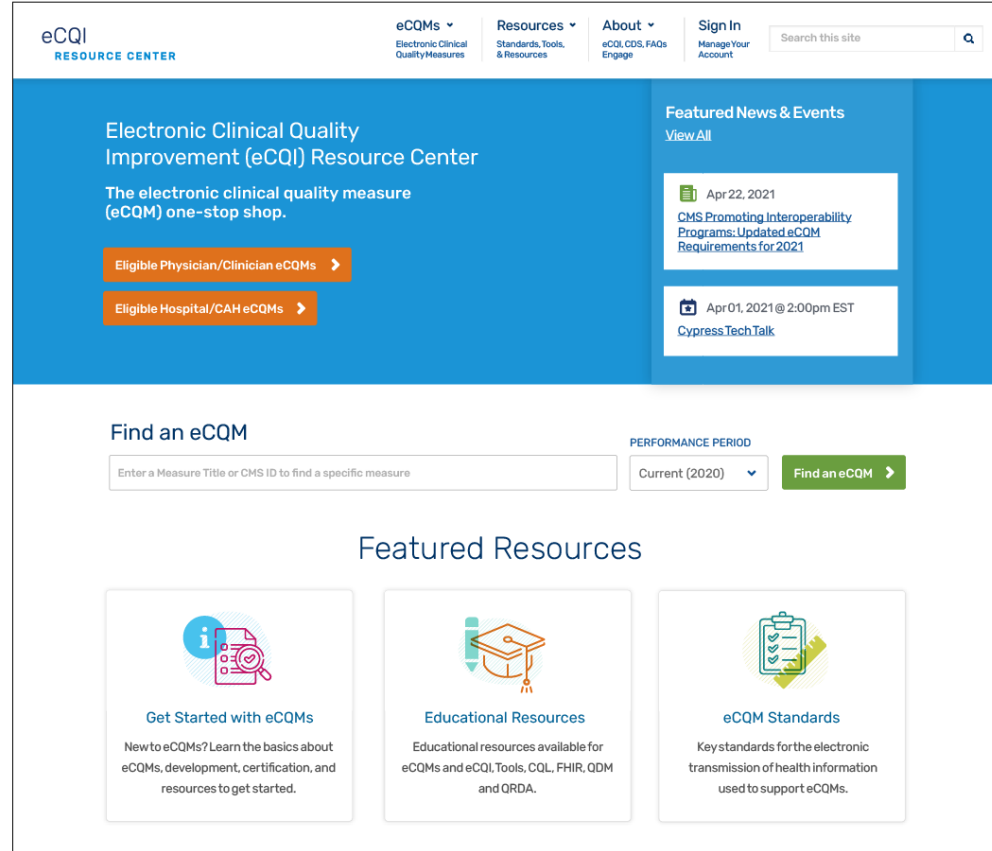 eCQI
RESOURCE CENTER
eCQMs
Electronic Clinical
Quality Measures
Resources
Standards, Tools,
& Resources
About
eCQI, CDS, FAQs
Engage
Sign In
Manage Your
Account
Search this site
Electronic Clinical Quality
Improvement (eCQI) Resource Center
The electronic clinical quality measure
(eCQM) one-stop shop.
Eligible Physician/Clinician eCQMs
Eligible Hospital/CAH eCQMs
Featured News & Events
View All
Apr 22, 2021
CMS Promoting Interoperability
Programs: Updated eCQM
Requirements for 2021
Apr 01, 2021 @ 2:00pm EST
Cypress Tech Talk
Find an eCQM
Enter a Measure Title or CMS ID to find a specific measure
PERFORMANCE PERIOD
Current (2020)
Find an eCQM
Featured Resources
i
Get Started with eCQMs
New to eCQMs? Learn the basics about
eCQMs, development, certification, and
resources to get started.
Educational Resources
Educational resources available for
eCQMs and eCQI, Tools, CQL, FHIR, QDM
and QRDA.
eCQM Standards
Key standards for the electronic
transmission of health information
used to support eCQMs.